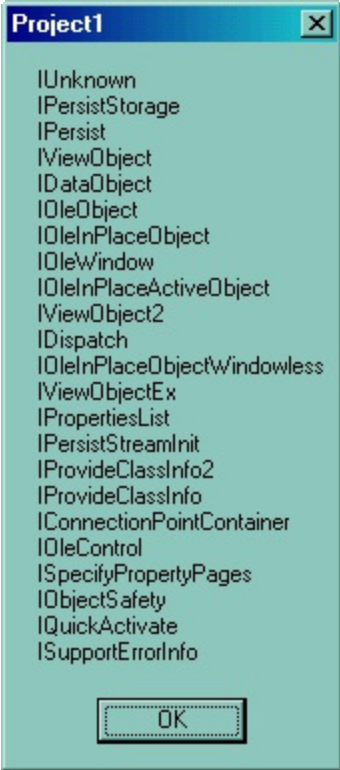 Project1
IUnknown
IPersistStorage
IPersist
IViewObject
IDataObject
IOleObject
IOleInPlaceObject
IOleWindow
IOleInPlaceActiveObject
IViewObject2
IDispatch
IOleInPlaceObjectWindowless
IViewObjectEx
IPropertiesList
IPersistStreamInit
IProvideClassInfo2
IProvideClassInfo
IConnectionPointContainer
IOleControl
ISpecifyPropertyPages
IObjectSafety
IQuickActivate
ISupportErrorInfo
OK